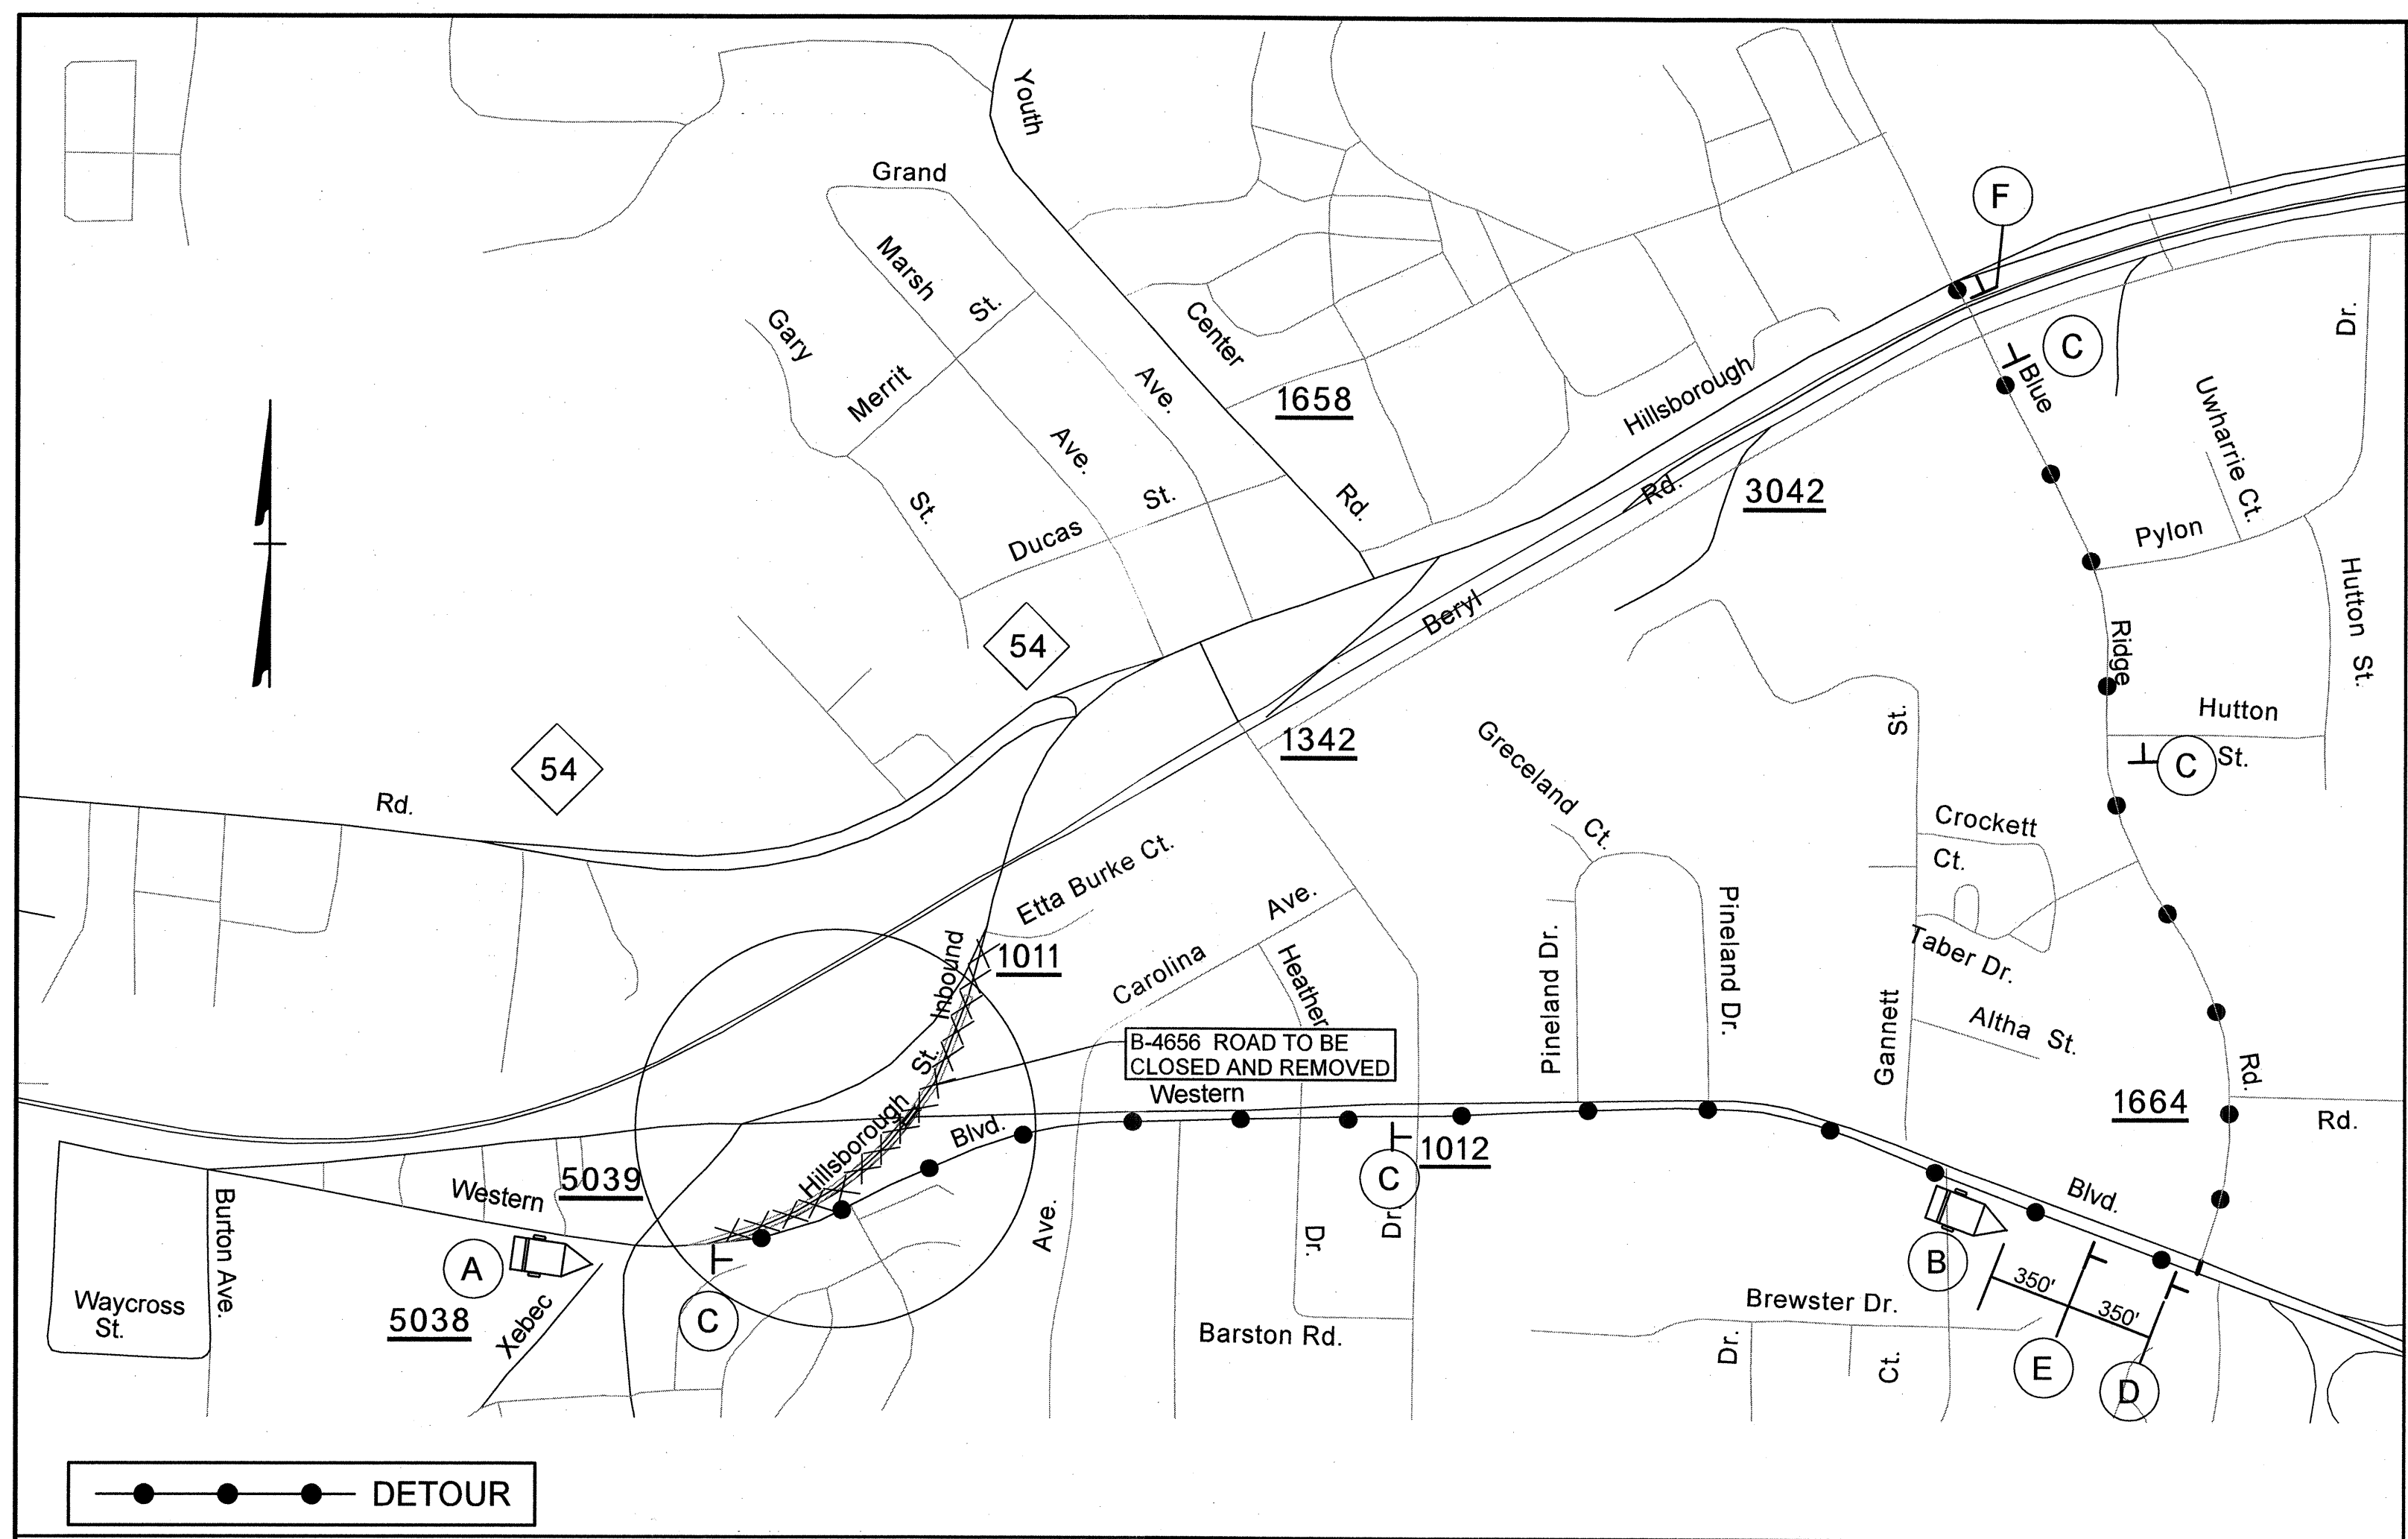 Youth
Grand
F
Marsh
St.
Gary
Center
C
Dr.
Merrit
Ave.
1658
Hillsborough
Blue
Uwharrie Ct.
Ave.
St.
St.
Rd.
Rd.
3042
Ducas
Pylon
Hutton St.
54
Beryl
Ridge
54
1342
Greceland Ct.
St.
Hutton
St.
C
Rd.
Crockett
Ct.
Etta Burke Ct.
Ave.
Pineland Dr.
Pineland Dr.
Inbound
1011
Carolina
Heather
Taber Dr.
Gannett
Altha St.
B-4656 ROAD TO BE
CLOSED AND REMOVED
St.
Western
Rd.
1664
Rd.
Hillsborough
Blvd.
1012
C
Western
5039
Blvd.
Burton Ave.
A
Ave.
Dr.
Dr.
B
350'
350'
Waycross
St.
5038
Xebec
C
Barston Rd.
Brewster Dr.
Dr.
Ct.
E
D
DETOUR